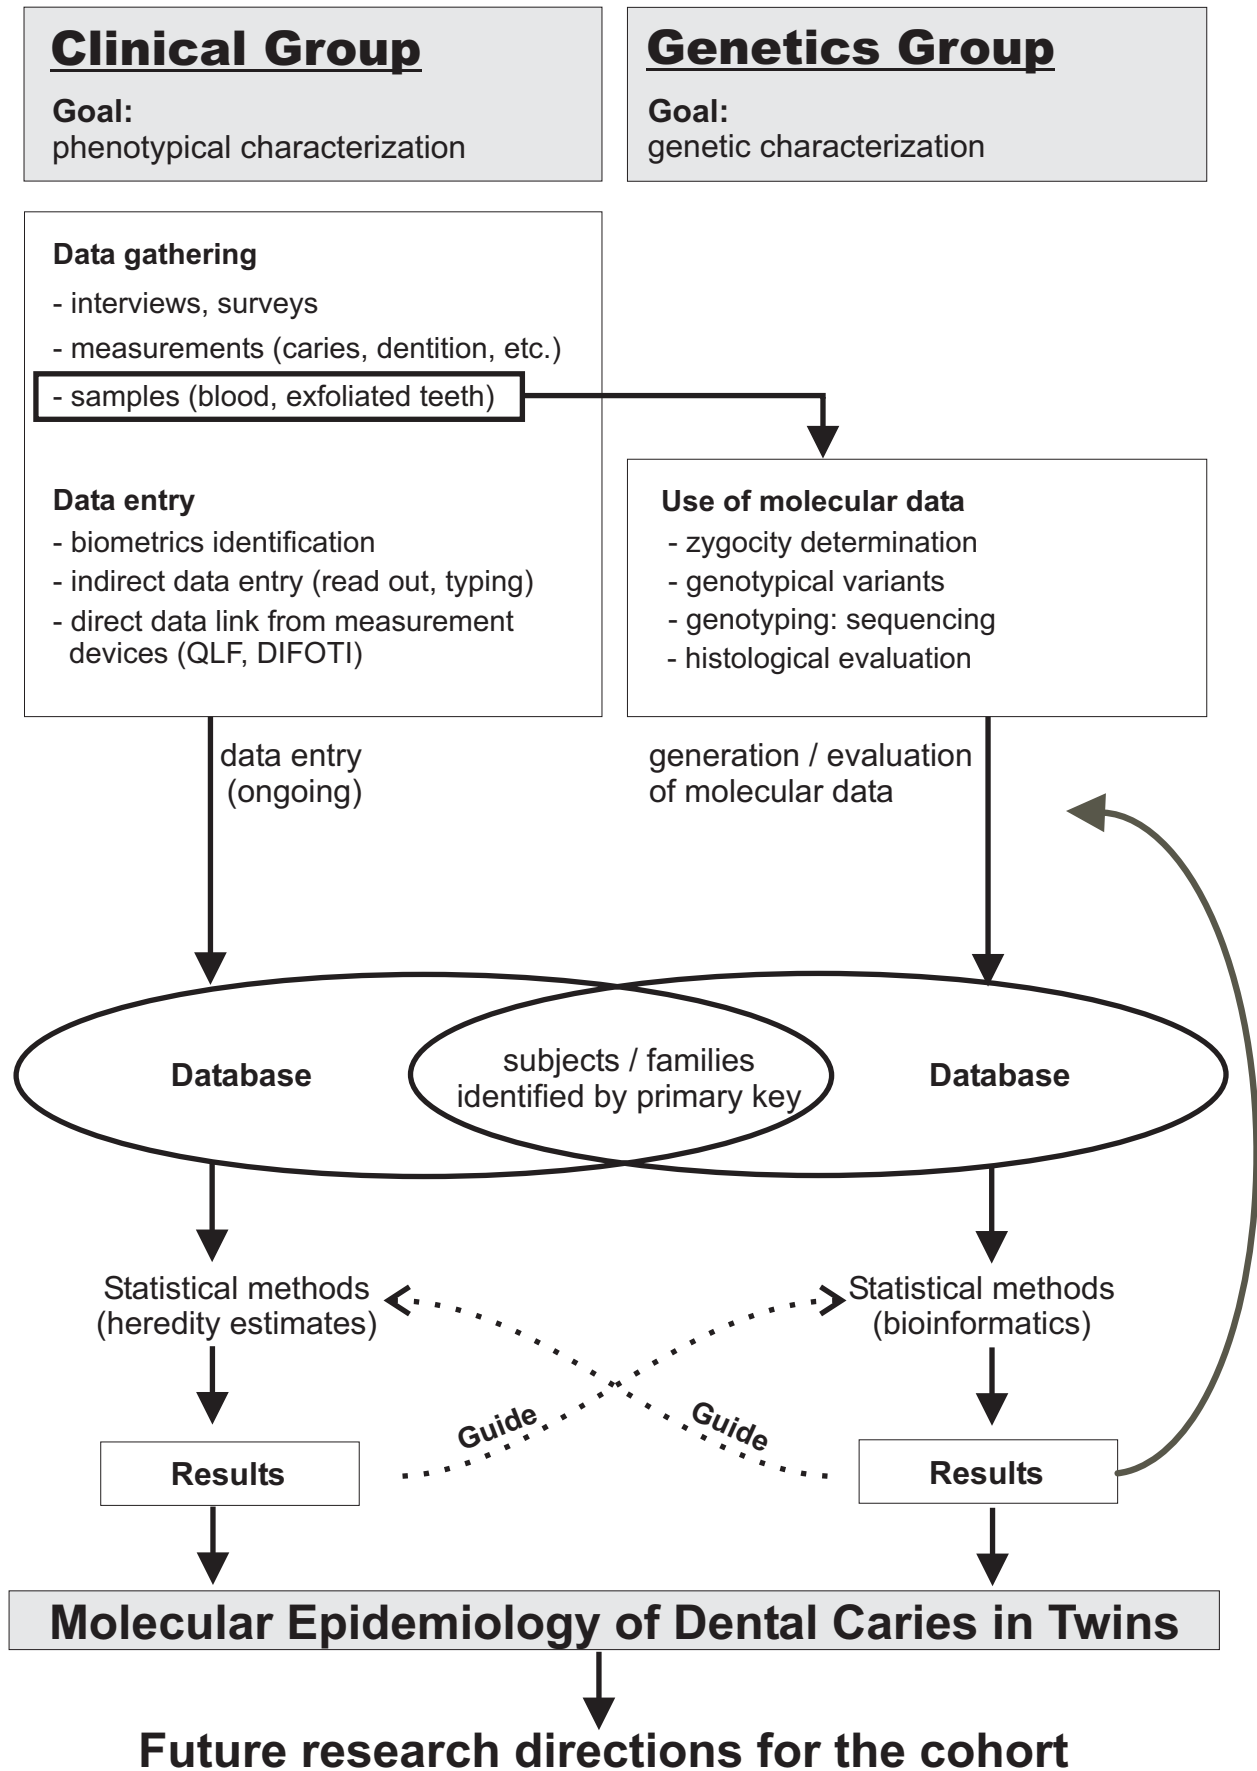 Clinical Group
Goal:
phenotypical characterization
Genetics Group
Goal:
genetic characterization
Data gathering
- interviews, surveys
- measurements (caries, dentition, etc.)
- samples (blood, exfoliated teeth)
Data entry
- biometrics identification
- indirect data entry (read out, typing)
- direct data link from measurement
devices (QLF, DIFOTI)
Use of molecular data
- zygocity determination
- genotypical variants
- genotyping: sequencing
- histological evaluation
data entry
(ongoing)
generation / evaluation
of molecular data
Database
subjects / families
identified by primary key
Database
Statistical methods
(heredity estimates)
Statistical methods
(bioinformatics)
Guide
Guide
Results
Results
Molecular Epidemiology of Dental Caries in Twins
Future research directions for the cohort